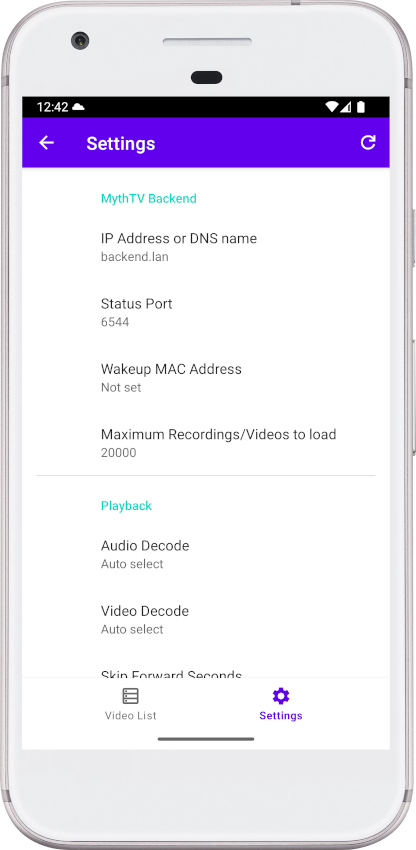 12:42
Settings
MythTV Backend
IP Address or DNS name
backend.lan
Status Port
6544
Wakeup MAC Address
Not set
Maximum Recordings/Videos to load
20000
Playback
Audio Decode
Auto select
Video Decode
Auto select
Skip Forward Seconds
Video List
Settings